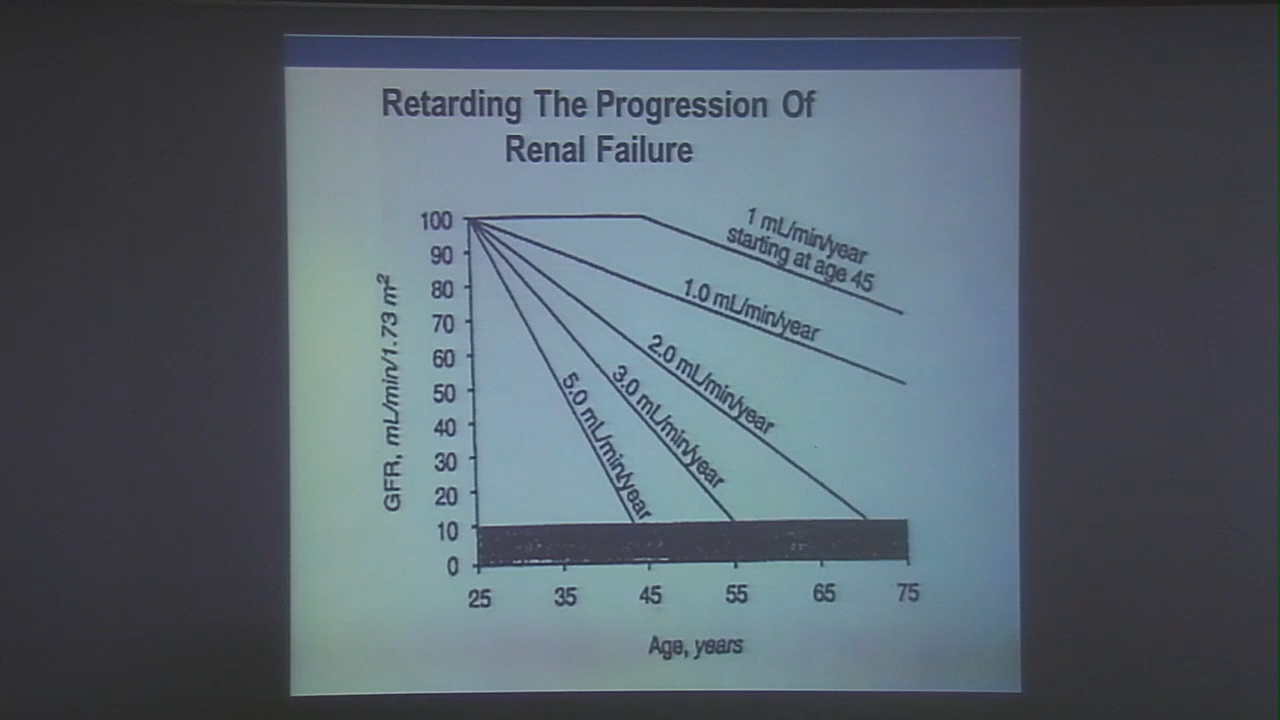 Retarding The Progression Of
Renal Failure
GFR, mL/min/1.73 m²
100
90
80
70
60
50
40
30
20
10
0
1 mL/min/year
starting at age 45
1.0 mL/min/year
2.0 mL/min/year
3.0 mL/min/year
5.0 mL/min/year
25 35 45 55 65 75
Age, years